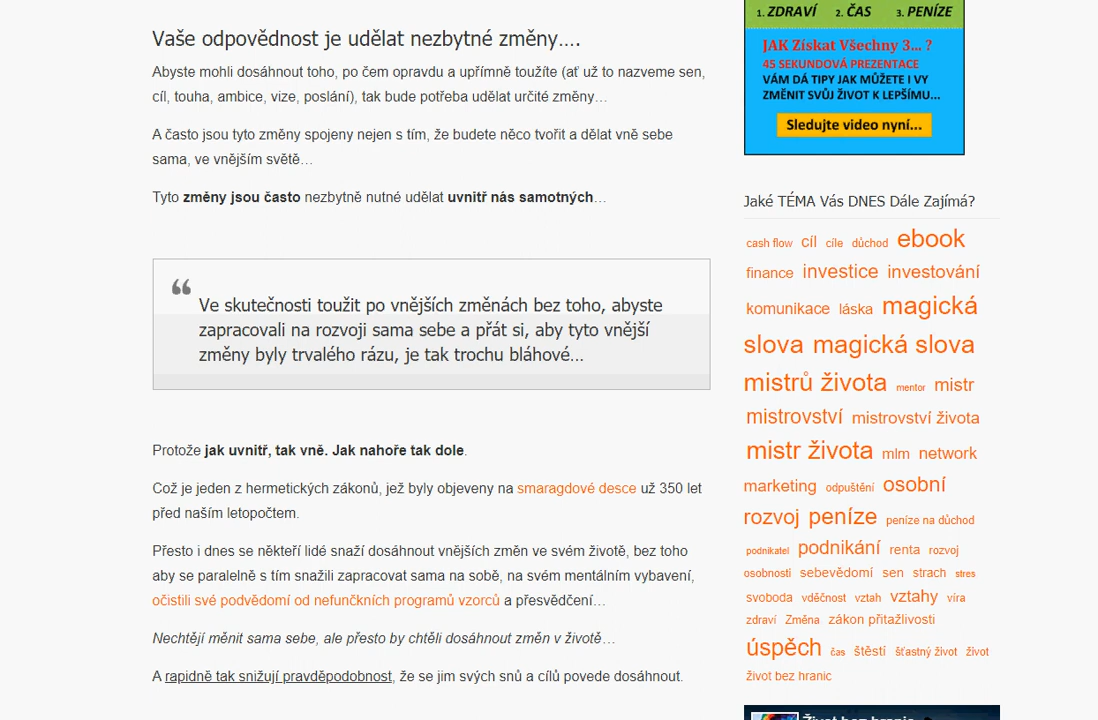 Vaše odpovědnost je udělat nezbytné změny….
Abyste mohli dosáhnout toho, po čem opravdu a upřímně toužíte (ať už to nazveme sen,
cíl, touha, ambice, vize, poslání), tak bude potřeba udělat určité změny…
A často jsou tyto změny spojeny nejen s tím, že budete něco tvořit a dělat vně sebe
sama, ve vnějším světě…
Tyto změny jsou často nezbytně nutné udělat uvnitř nás samotných…
“
Ve skutečnosti toužit po vnějších změnách bez toho, abyste
zapracovali na rozvoji sama sebe a přát si, aby tyto vnější
změny byly trvalého rázu, je tak trochu bláhové…
Protože jak uvnitř, tak vně. Jak nahoře tak dole.
Což je jeden z hermetických zákonů, jež byly objeveny na smaragdové desce už 350 let
před naším letopočtem.
Přesto i dnes se někteří lidé snaží dosáhnout vnějších změn ve svém životě, bez toho
aby se paralelně s tím snažili zapracovat sama na sobě, na svém mentálním vybavení,
očistili své podvědomí od nefunčkních programů vzorců a přesvědčení…
Nechtějí měnit sama sebe, ale přesto by chtěli dosáhnout změn v životě…
A rapidně tak snižují pravděpodobnost, že se jim svých snů a cílů povede dosáhnout.
1. ZDRAVÍ 2. ČAS 3. PENÍZE
JAK Získat Všechny 3... ?
45 SEKUNDOVÁ PREZENTACE
VÁM DÁ TIPY JAK MŮŽETE I VY
ZMĚNIT SVŮJ ŽIVOT K LEPŠÍMU...
Sledujte video nyní...
Jaké TÉMA Vás DNES Dále Zajímá?
cash flow cíl cíle důchod ebook
finance investice investování
komunikace láska magická
slova magická slova
mistrů života mentor mistr
mistrovství mistrovství života
mistr života mlm network
marketing odpuštění osobní
rozvoj peníze peníze na důchod
podnikatel podnikání renta rozvoj
osobnosti sebevědomí sen strach stres
svoboda vděčnost vztah vztahy víra
zdraví Změna zákon přitažlivosti
úspěch čas štěstí šťastný život život
život bez hranic
Život bez hranic